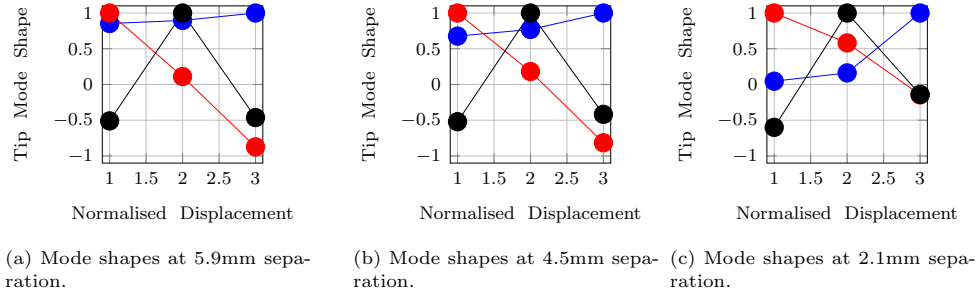 Tip Mode Shape
1
0.5
0
−0.5
−1
1 1.5 2 2.5 3
Normalised Displacement
(a) Mode shapes at 5.9mm sepa-
ration.
Tip Mode Shape
1
0.5
0
−0.5
−1
1 1.5 2 2.5 3
Normalised Displacement
(b) Mode shapes at 4.5mm sepa-
ration.
Tip Mode Shape
1
0.5
0
−0.5
−1
1 1.5 2 2.5 3
Normalised Displacement
(c) Mode shapes at 2.1mm sepa-
ration.